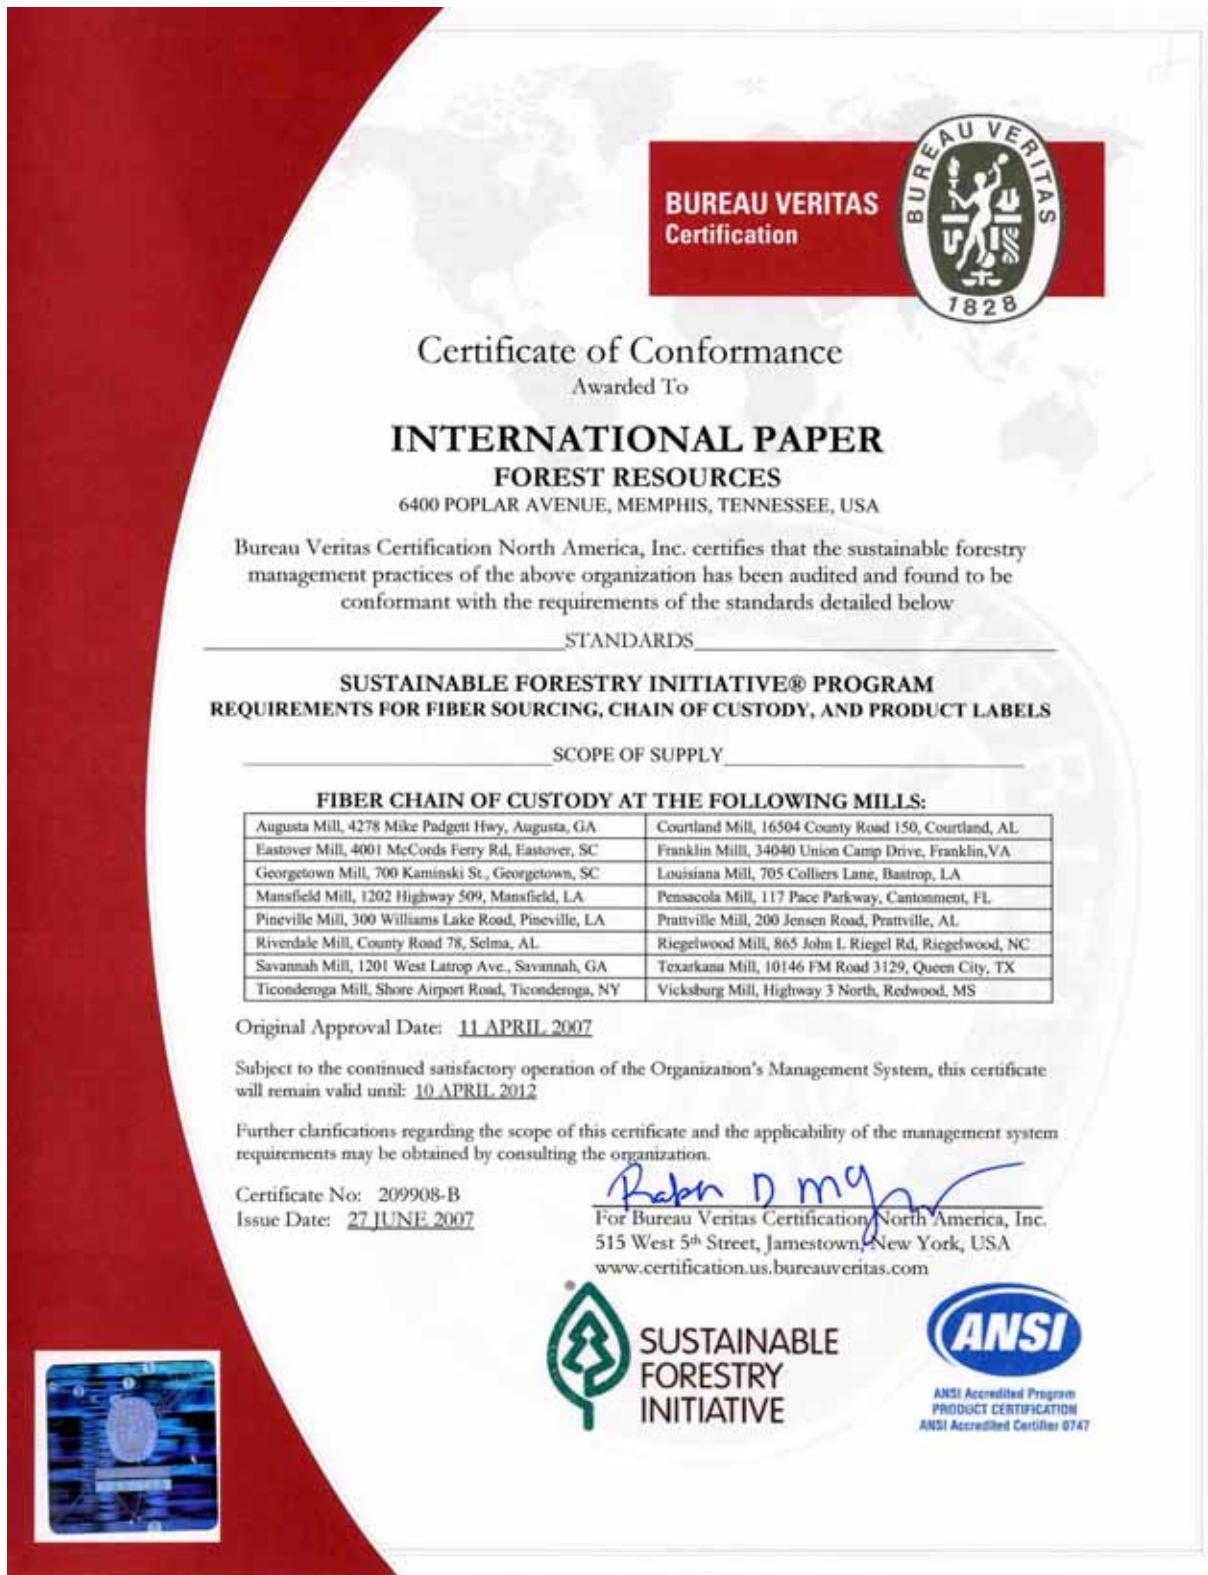 BUREAU VERITAS
Certification
BUREAU VERITAS
1828
Certificate of Conformance
Awarded To
INTERNATIONAL PAPER
FOREST RESOURCES
6400 POPLAR AVENUE, MEMPHIS, TENNESSEE, USA
Bureau Veritas Certification North America, Inc. certifies that the sustainable forestry
management practices of the above organization has been audited and found to be
conformant with the requirements of the standards detailed below
STANDARDS
SUSTAINABLE FORESTRY INITIATIVE® PROGRAM
REQUIREMENTS FOR FIBER SOURCING, CHAIN OF CUSTODY, AND PRODUCT LABELS
SCOPE OF SUPPLY
FIBER CHAIN OF CUSTODY AT THE FOLLOWING MILLS:
Augusta Mill, 4278 Mike Padgett Hwy, Augusta, GA
Courtland Mill, 16504 County Road 150, Courtland, AL
Eastover Mill, 4001 McCords Ferry Rd, Eastover, SC
Franklin Milll, 34040 Union Camp Drive, Franklin,VA
Georgetown Mill, 700 Kaminski St., Georgetown, SC
Louisiana Mill, 705 Colliers Lane, Bastrop, LA
Mansfield Mill, 1202 Highway 509, Mansfield, LA
Pensacola Mill, 117 Pace Parkway, Cantonment, FL
Pineville Mill, 300 Williams Lake Road, Pineville, LA
Prattville Mill, 200 Jensen Road, Prattville, AL
Riverdale Mill, County Road 78, Selma, AL
Riegelwood Mill, 865 John L Riegel Rd, Riegelwood, NC
Savannah Mill, 1201 West Latrop Ave., Savannah, GA
Texarkana Mill, 10146 FM Road 3129, Queen City, TX
Ticonderoga Mill, Shore Airport Road, Ticonderoga, NY
Vicksburg Mill, Highway 3 North, Redwood, MS
Original Approval Date: 11 APRIL 2007
Subject to the continued satisfactory operation of the Organization's Management System, this certificate
will remain valid until: 10 APRIL 2012
Further clarifications regarding the scope of this certificate and the applicability of the management system
requirements may be obtained by consulting the organization.
Certificate No: 209908-B
Issue Date: 27 JUNE 2007
For Bureau Veritas Certification North America, Inc.
515 West 5th Street, Jamestown, New York, USA
www.certification.us.bureauveritas.com
SUSTAINABLE
FORESTRY
INITIATIVE
ANSI
ANSI Accredited Program
PRODUCT CERTIFICATION
ANSI Accredited Certifier 0747